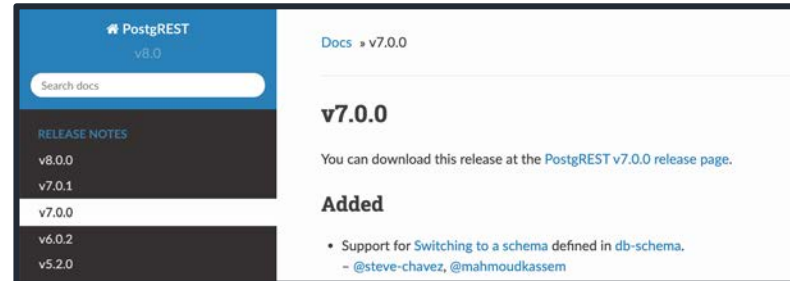 PostgREST
v8.0
Search docs
RELEASE NOTES
v8.0.0
v7.0.1
v7.0.0
v6.0.2
v5.2.0
Docs » v7.0.0
v7.0.0
You can download this release at the PostgREST v7.0.0 release page.
Added
• Support for Switching to a schema defined in db-schema.
– @steve-chavez, @mahmoudkassem